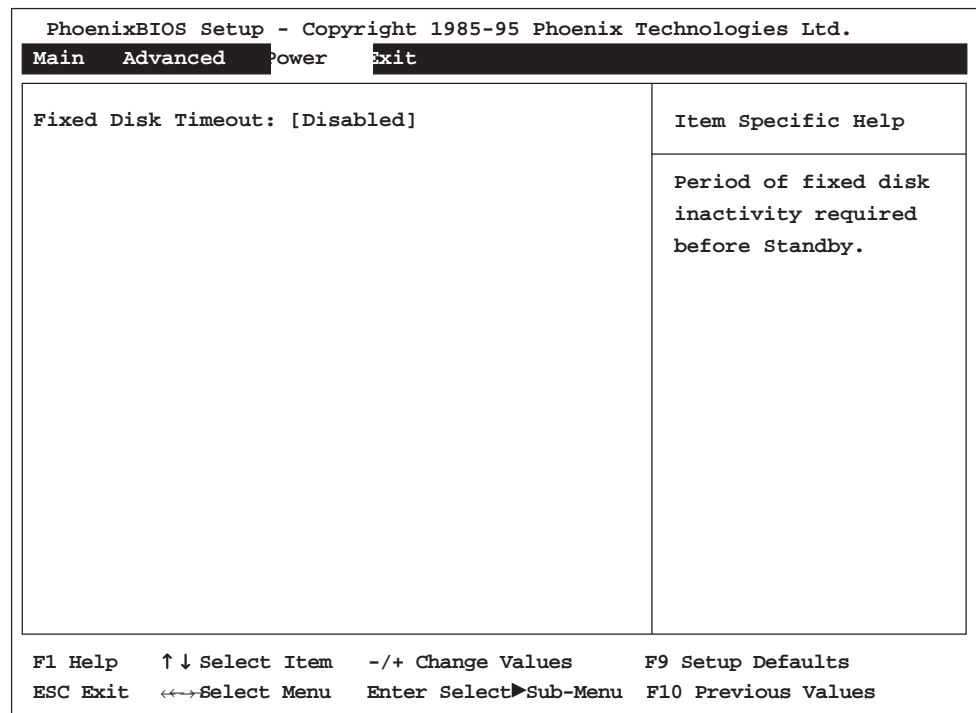 PhoenixBIOS Setup - Copyright 1985-95 Phoenix Technologies Ltd.
Main Advanced Power Exit
Fixed Disk Timeout: [Disabled]
Item Specific Help
Period of fixed disk
inactivity required
before Standby.
F1 Help ↑↓ Select Item -/+ Change Values F9 Setup Defaults
ESC Exit ←→ Select Menu Enter Select ▶ Sub-Menu F10 Previous Values